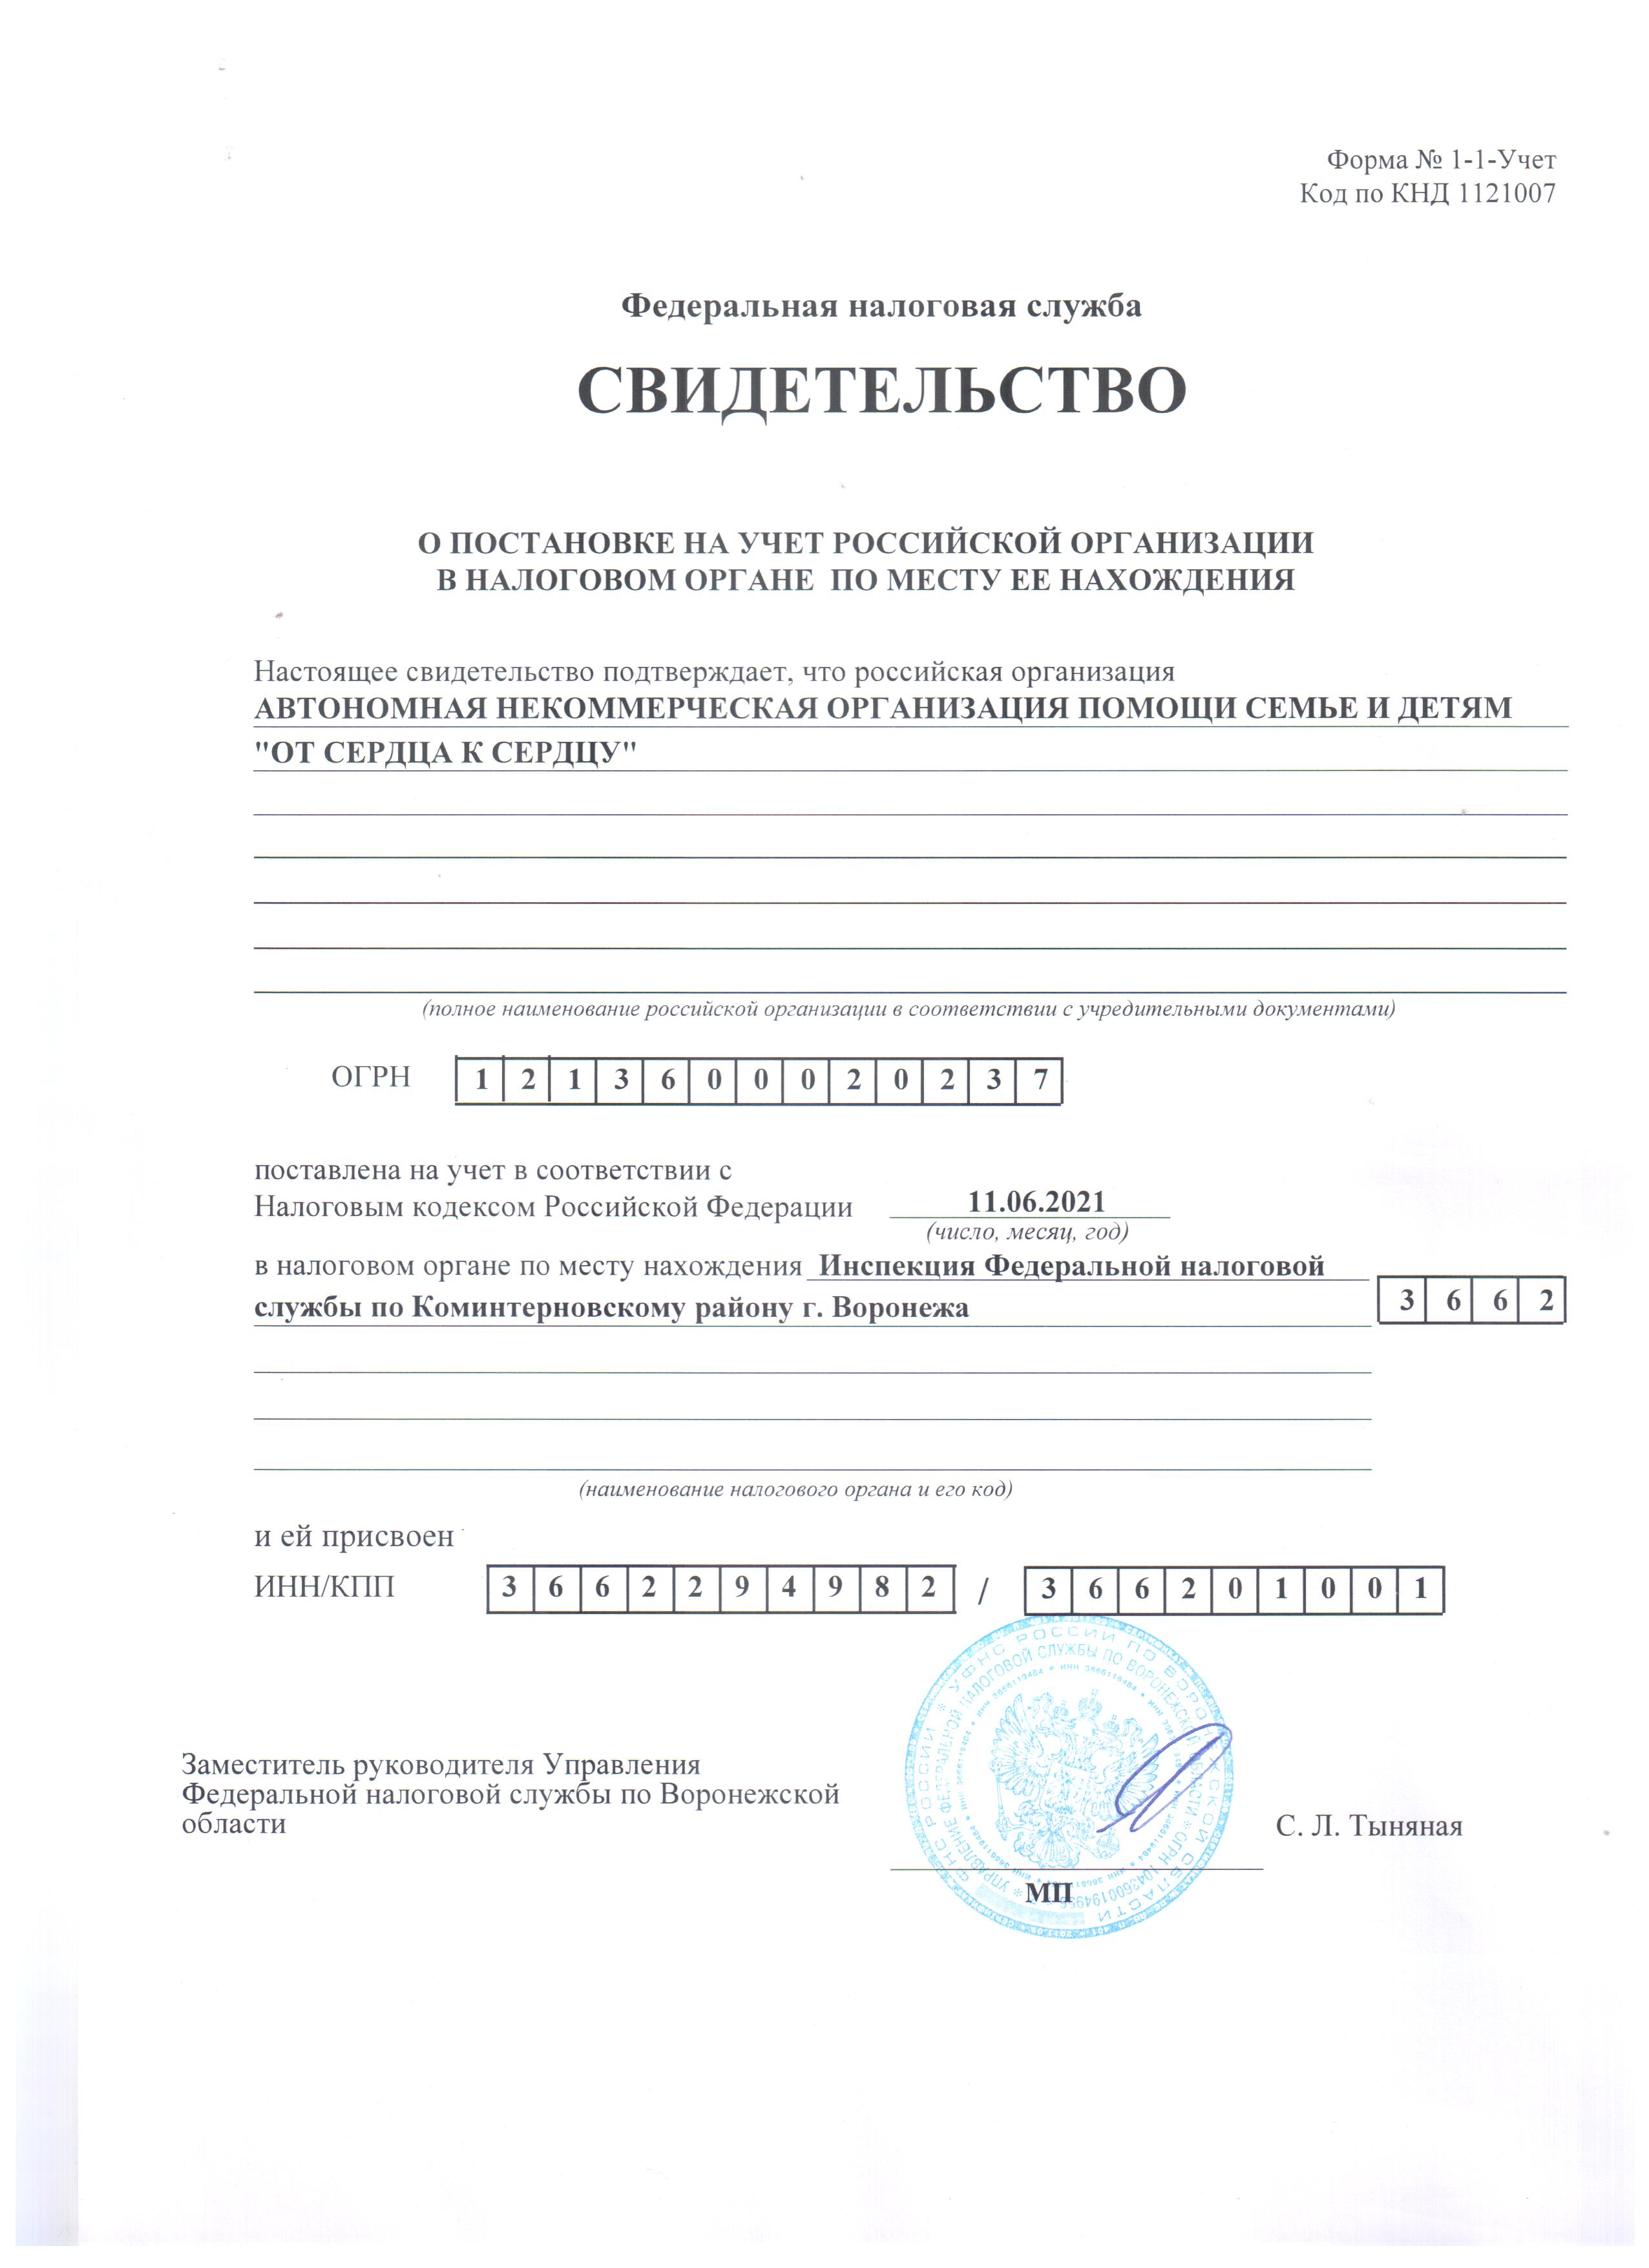 Форма № 1-1-Учет
Код по КНД 1121007
Федеральная налоговая служба
СВИДЕТЕЛЬСТВО
О ПОСТАНОВКЕ НА УЧЕТ РОССИЙСКОЙ ОРГАНИЗАЦИИ
В НАЛОГОВОМ ОРГАНЕ ПО МЕСТУ ЕЕ НАХОЖДЕНИЯ
Настоящее свидетельство подтверждает, что российская организация
АВТОНОМНАЯ НЕКОММЕРЧЕСКАЯ ОРГАНИЗАЦИЯ ПОМОЩИ СЕМЬЕ И ДЕТЯМ
"ОТ СЕРДЦА К СЕРДЦУ"
(полное наименование российской организации в соответствии с учредительными документами)
ОГРН 1 2 1 3 6 0 0 0 2 0 2 3 7
поставлена на учет в соответствии с
Налоговым кодексом Российской Федерации 11.06.2021
(число, месяц, год)
в налоговом органе по месту нахождения Инспекция Федеральной налоговой
службы по Коминтерновскому району г. Воронежа 3 6 6 2
(наименование налогового органа и его код)
и ей присвоен
ИНН/КПП 3 6 6 2 2 9 4 9 8 2 / 3 6 6 2 0 1 0 0 1
Заместитель руководителя Управления
Федеральной налоговой службы по Воронежской
области
С. Л. Тыняная
МП
ФНС РОССИИ * УФНС РОССИИ ПО ВОРОНЕЖСКОЙ ОБЛАСТИ
УПРАВЛЕНИЕ ФЕДЕРАЛЬНОЙ НАЛОГОВОЙ СЛУЖБЫ ПО ВОРОНЕЖСКОЙ ОБЛАСТИ * ОГРН